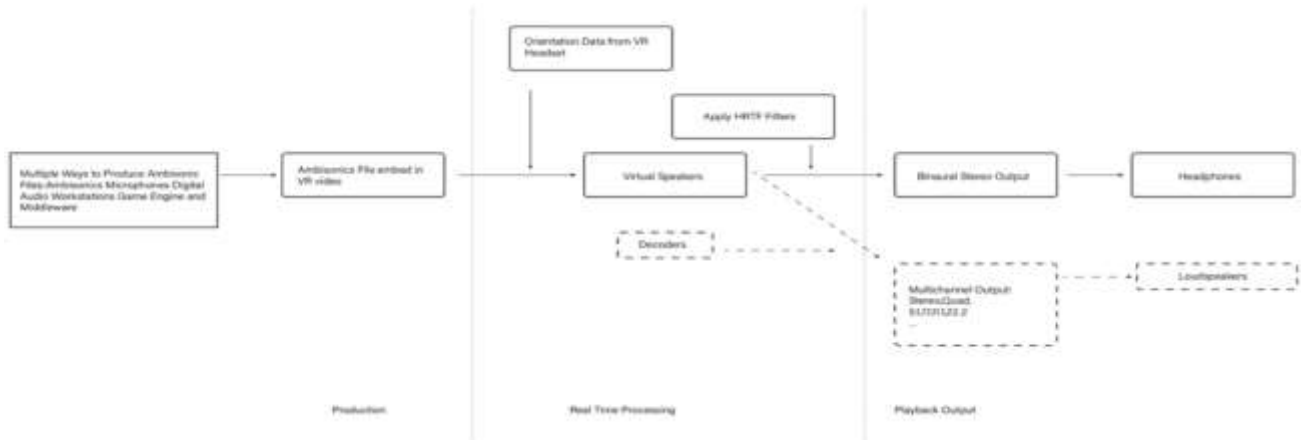 Orientation Data from VR
Headset
Apply HRTF Filters
Multiple Ways to Produce Ambisonic
Files:Ambisonics Microphones Digital
Audio Workstations Game Engine and
Middleware
Ambisonics File embed in
VR video
Virtual Speakers
Binaural Stereo Output
Headphones
Decoders
Multichannel Output:
Stereo,Quad,
...
Loudspeakers
Production
Real Time Processing
Playback Output